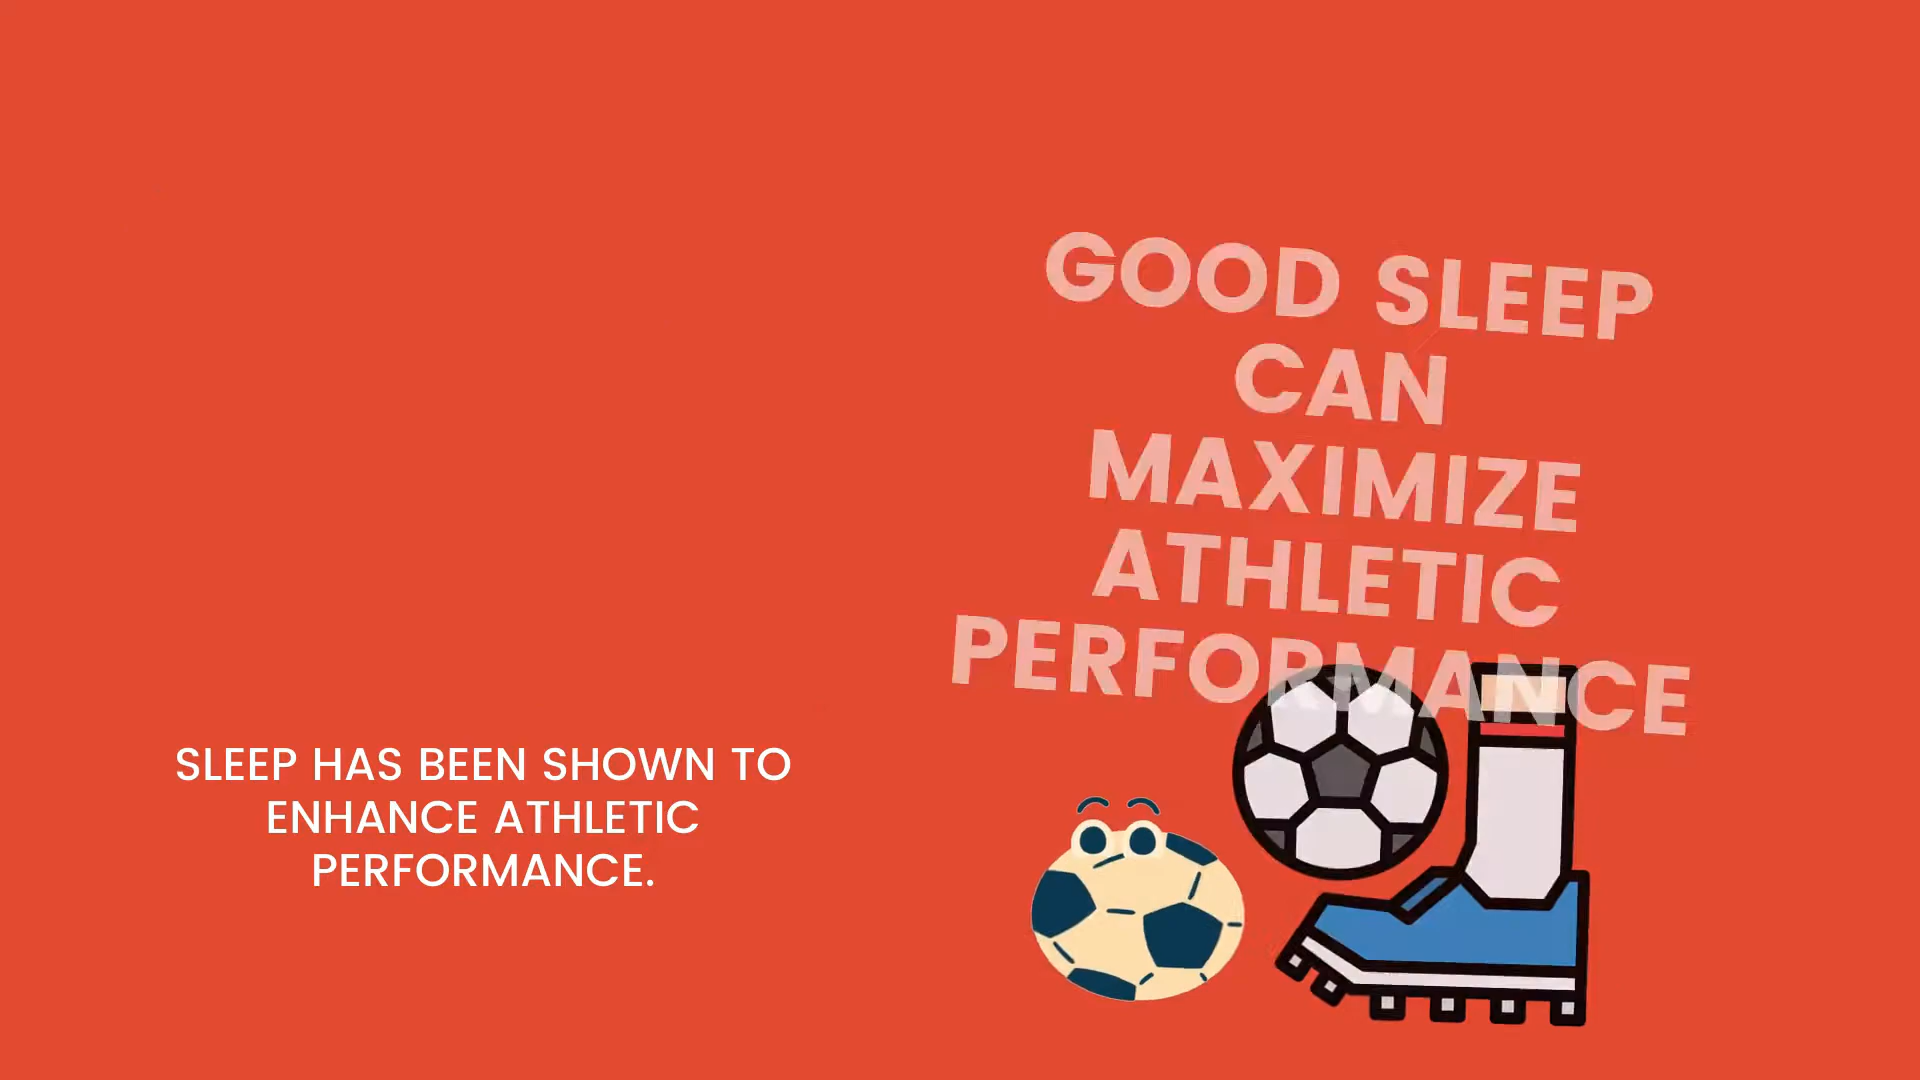 GOOD SLEEP
CAN
MAXIMIZE
ATHLETIC
PERFORMANCE
SLEEP HAS BEEN SHOWN TO
ENHANCE ATHLETIC
PERFORMANCE.